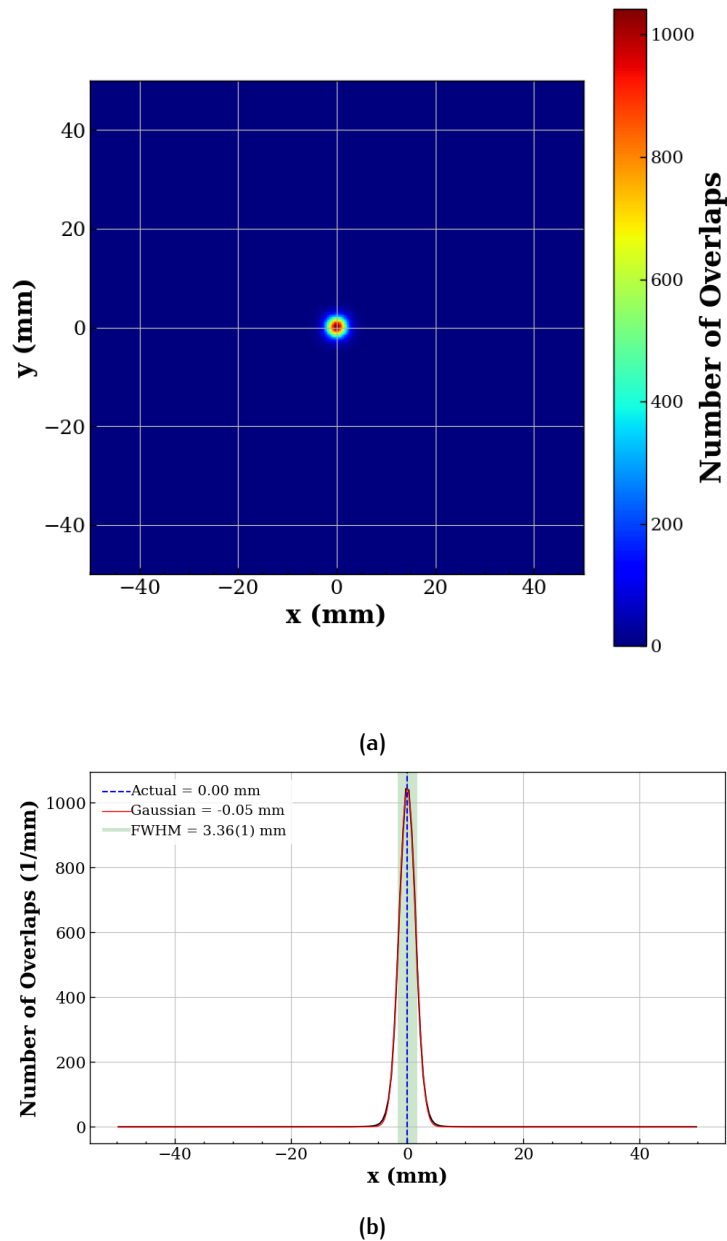 1000
800
600
400
200
0
Number of Overlaps
40
20
0
−20
−40
y (mm)
−40 −20 0 20 40
x (mm)
(a)
Actual = 0.00 mm
Gaussian = -0.05 mm
FWHM = 3.36(1) mm
1000
800
600
400
200
0
Number of Overlaps (1/mm)
−40 −20 0 20 40
x (mm)
(b)